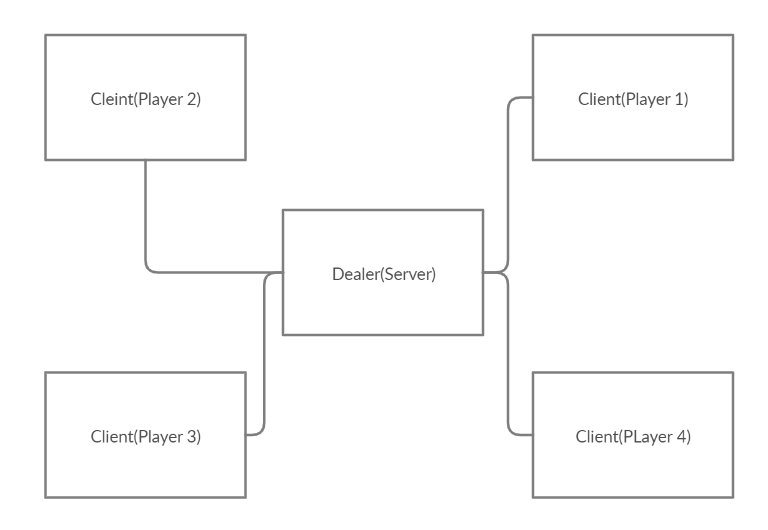 Cleint(Player 2)
Client(Player 1)
Dealer(Server)
Client(Player 3)
Client(PLayer 4)